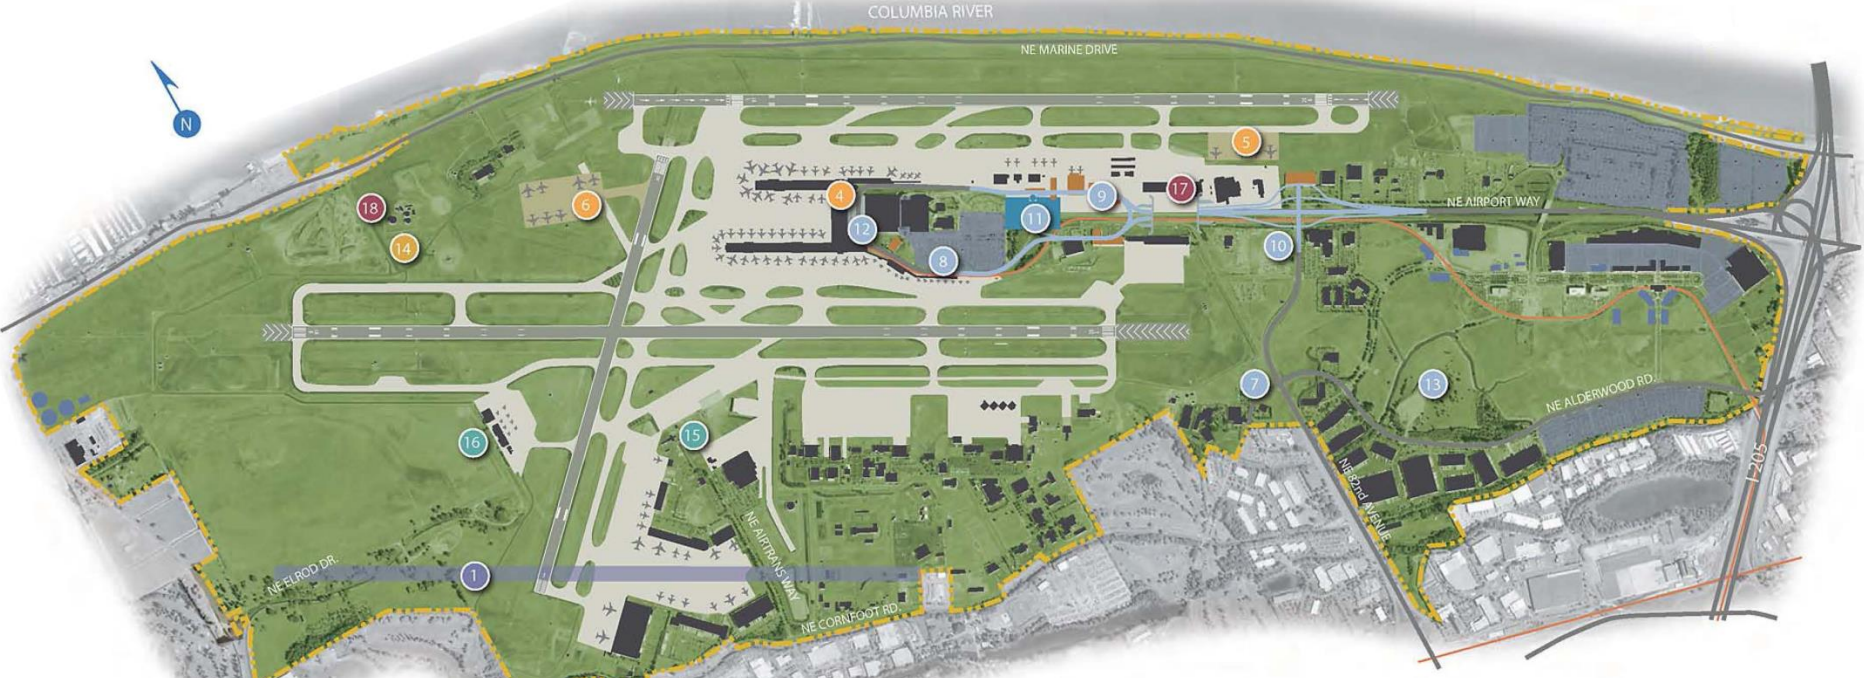 COLUMBIA RIVER
NE MARINE DRIVE
N
5
4
17
18
6
9
NE AIRPORT WAY
11
12
14
10
8
7
13
NE ALDERWOOD RD.
16
15
I-205
NE 82nd AVENUE
NE AIRTRANS WAY
NE ELROD DR.
1
NE CORNFOOT RD.